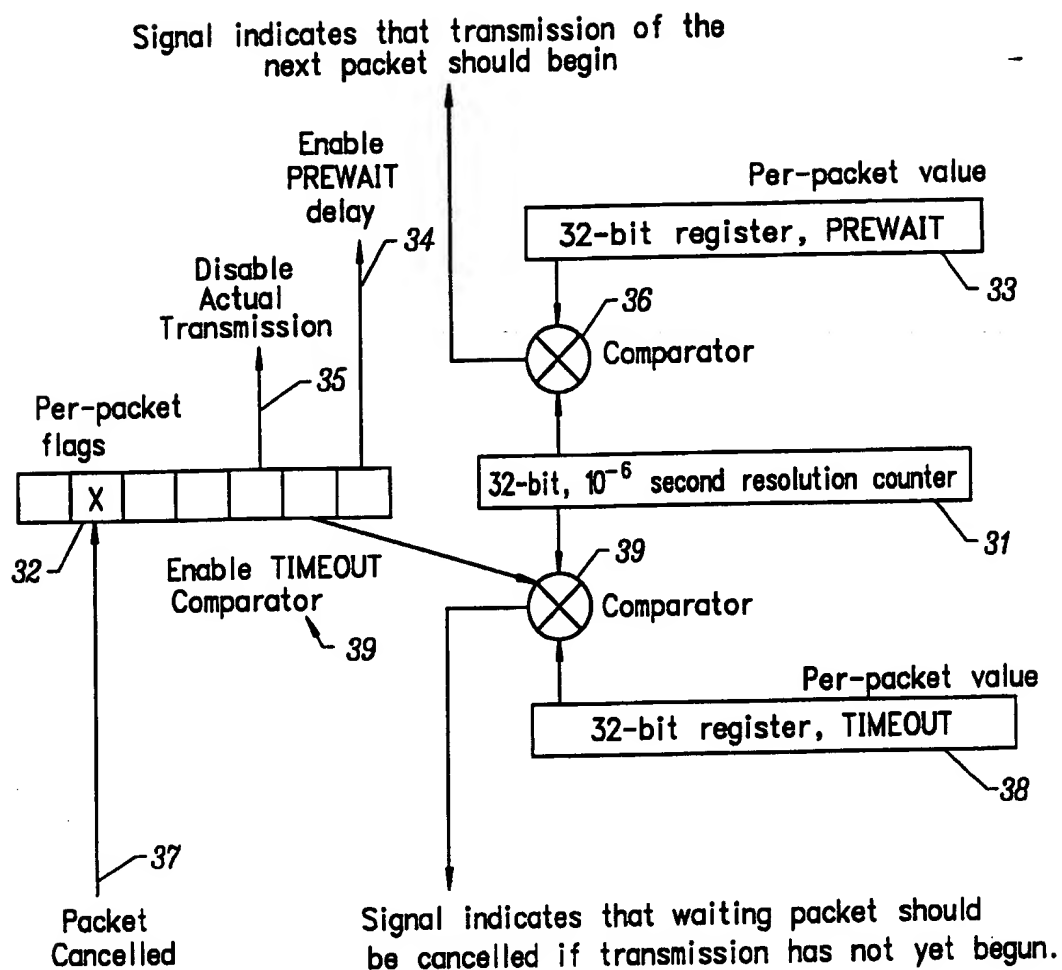 Signal indicates that transmission of the
next packet should begin
Enable
PREWAIT
delay
34
Per-packet value
32-bit register, PREWAIT
33
Disable
Actual
Transmission
35
36
Comparator
Per-packet
flags
X
32
32-bit, 10⁻⁶ second resolution counter
31
Enable TIMEOUT
Comparator
39
39
Comparator
Per-packet value
32-bit register, TIMEOUT
38
37
Packet
Cancelled
Signal indicates that waiting packet should
be cancelled if transmission has not yet begun.